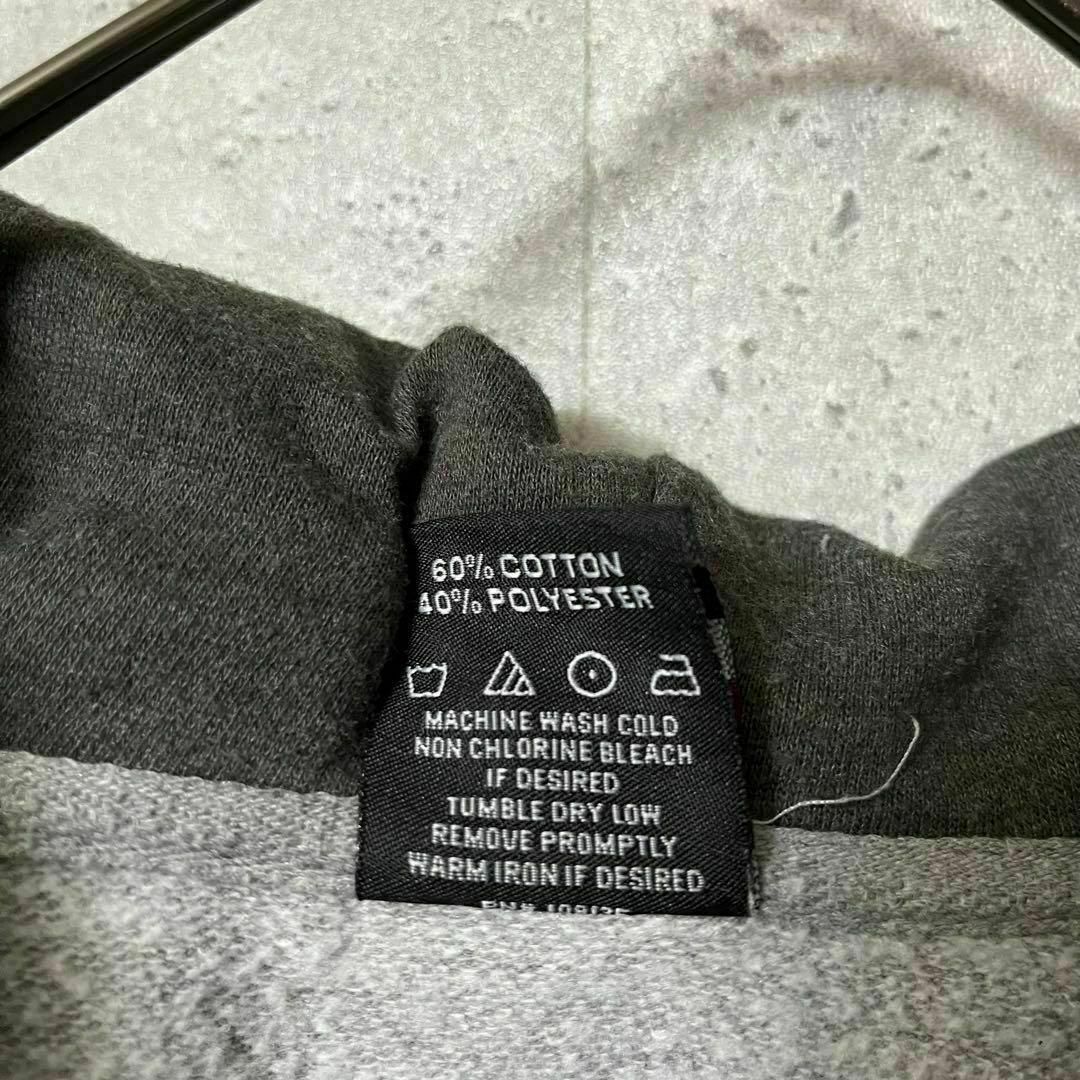 60% COTTON
40% POLYESTER
MACHINE WASH COLD
NON CHLORINE BLEACH
IF DESIRED
TUMBLE DRY LOW
REMOVE PROMPTLY
WARM IRON IF DESIRED